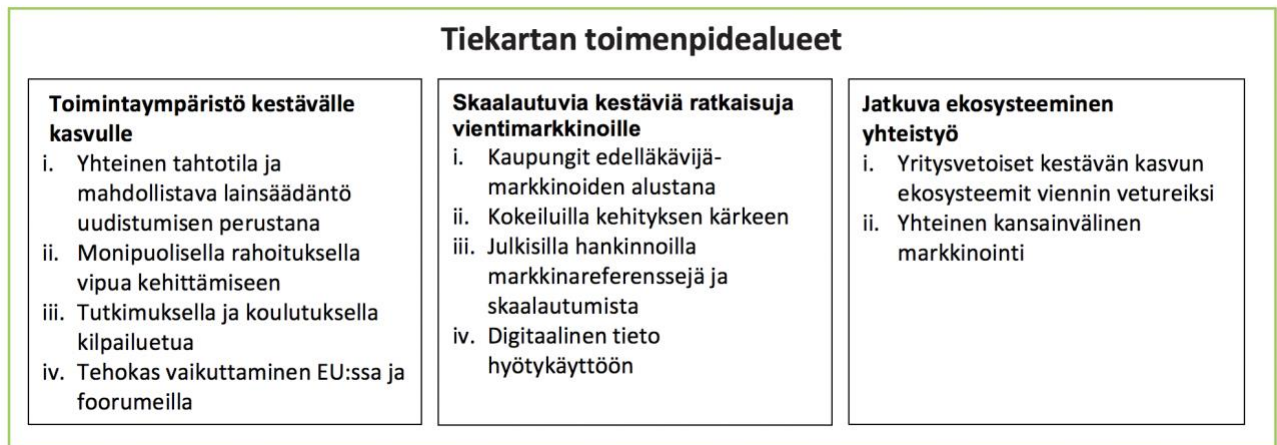 Tiekartan toimenpidealueet
Toimintaympäristö kestävälle
kasvulle
i. Yhteinen tahtotila ja
mahdollistava lainsäädäntö
uudistumisen perustana
ii. Monipuolisella rahoituksella
vipua kehittämiseen
iii. Tutkimuksella ja koulutuksella
kilpailuetua
iv. Tehokas vaikuttaminen EU:ssa ja
foorumeilla
Skaalautuvia kestäviä ratkaisuja
vientimarkkinoille
i. Kaupungit edelläkävijä-
markkinoiden alustana
ii. Kokeiluilla kehityksen kärkeen
iii. Julkisilla hankinnoilla
markkinareferenssejä ja
skaalautumista
iv. Digitaalinen tieto
hyötykäyttöön
Jatkuva ekosysteeminen
yhteistyö
i. Yritysvetoiset kestävän kasvun
ekosysteemit viennin vetureiksi
ii. Yhteinen kansainvälinen
markkinointi